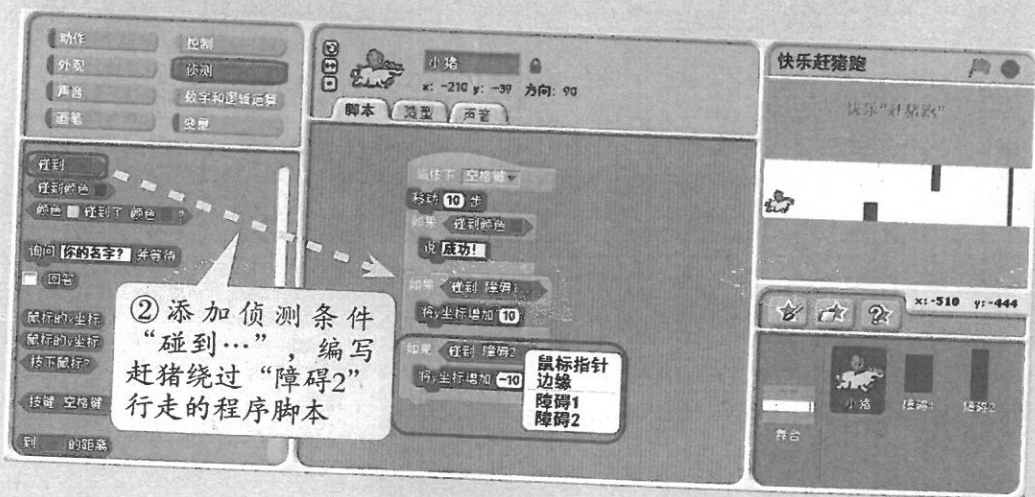 动作
控制
外观
侦测
声音
数字和逻辑运算
画笔
变量
碰到
碰到颜色
颜色 碰到了 颜色 ?
询问 你的名字? 并等待
回答
鼠标的x坐标
鼠标的y坐标
按下鼠标?
按键 空格键
到 的距离
小猪
x: -210 y: -39 方向: 90
脚本
造型
声音
当按下 空格键
移动 10 步
如果 碰到颜色
说 成功!
如果 碰到 障碍1
将y坐标增加 10
如果 碰到 障碍2
将y坐标增加 -10
鼠标指针
边缘
障碍1
障碍2
②添加侦测条件
“碰到…”，编写
赶猪绕过“障碍2”
行走的程序脚本
快乐赶猪跑
快乐“赶猪跑”
x: -510 y: -444
舞台
小猪
障碍1
障碍2